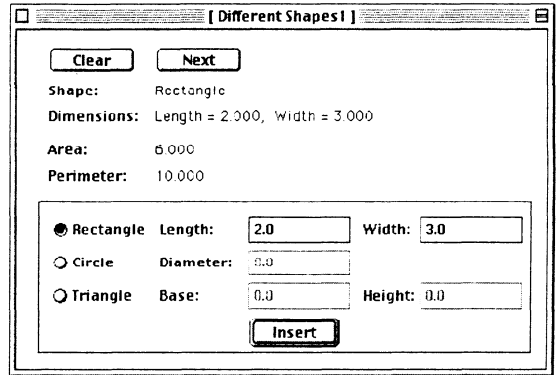 [ Different Shapes1 ]
Clear Next
Shape: Rectangle
Dimensions: Length = 2.000, Width = 3.000
Area: 6.000
Perimeter: 10.000
Rectangle Length: 2.0 Width: 3.0
Circle Diameter: 0.0
Triangle Base: 0.0 Height: 0.0
Insert